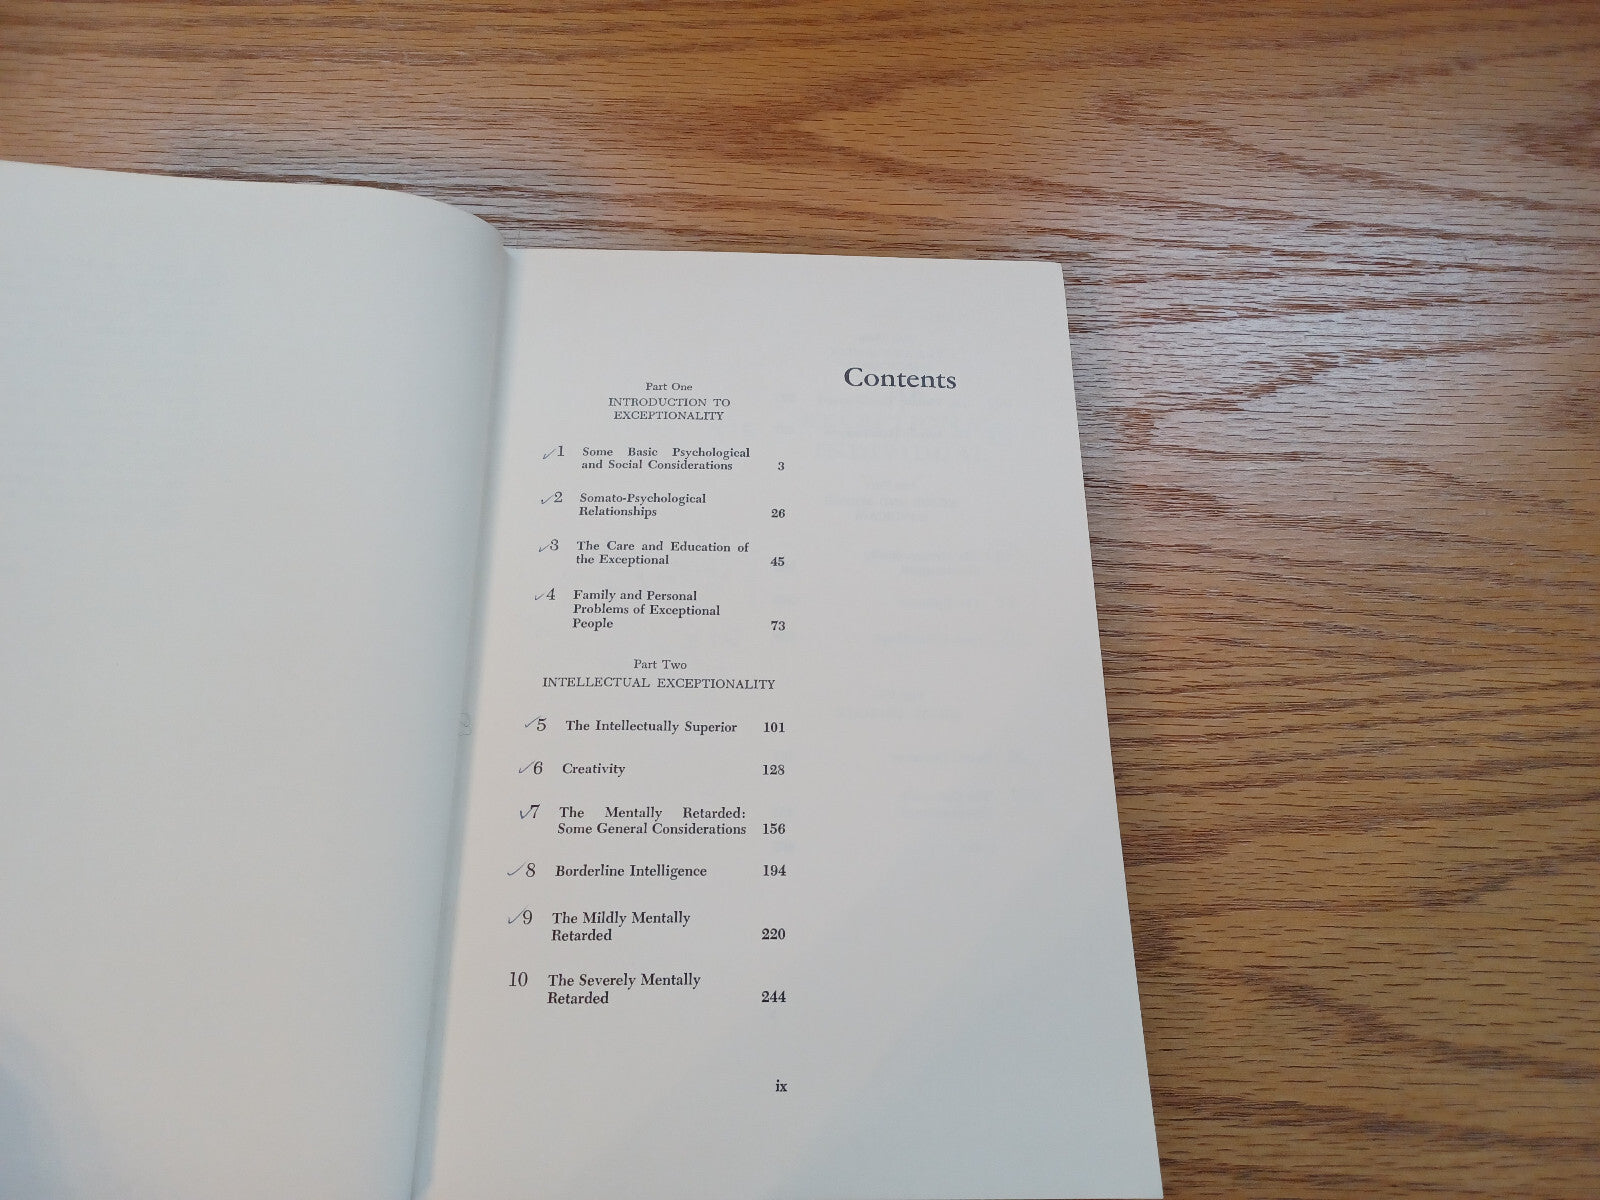 Contents
Part One
INTRODUCTION TO
EXCEPTIONALITY
1 Some Basic Psychological
and Social Considerations 3
2 Somato-Psychological
Relationships 26
3 The Care and Education of
the Exceptional 45
4 Family and Personal
Problems of Exceptional
People 73
Part Two
INTELLECTUAL EXCEPTIONALITY
5 The Intellectually Superior 101
6 Creativity 128
7 The Mentally Retarded:
Some General Considerations 156
8 Borderline Intelligence 194
9 The Mildly Mentally
Retarded 220
10 The Severely Mentally
Retarded 244
ix